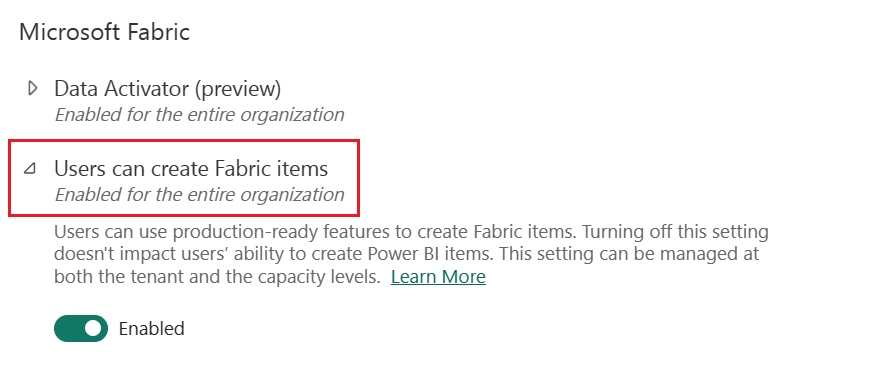 Microsoft Fabric
Data Activator (preview)
Enabled for the entire organization
Users can create Fabric items
Enabled for the entire organization
Users can use production-ready features to create Fabric items. Turning off this setting
doesn't impact users’ ability to create Power BI items. This setting can be managed at
both the tenant and the capacity levels. Learn More
Enabled